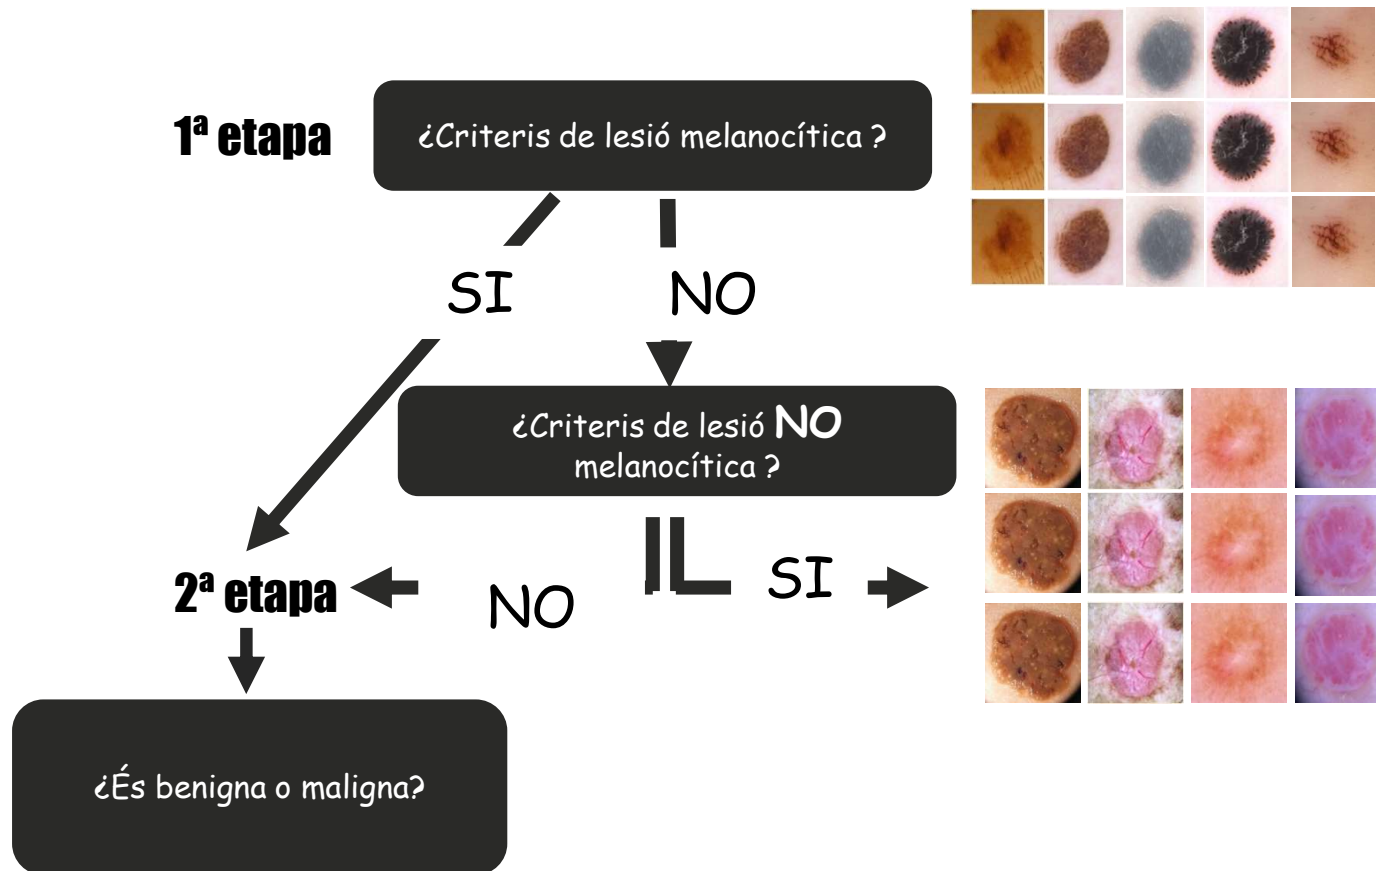 1ª etapa
¿Criteris de lesió melanocítica ?
SI
NO
¿Criteris de lesió NO
melanocítica ?
2ª etapa
NO
SI
¿És benigna o maligna?